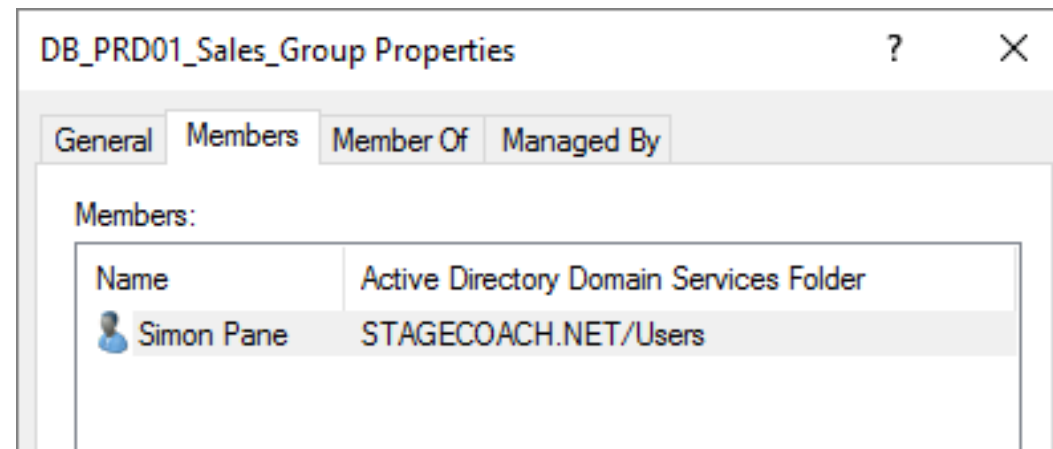 DB_PRD01_Sales_Group Properties ? X
General Members Member Of Managed By
Members:
Name Active Directory Domain Services Folder
Simon Pane STAGECOACH.NET/Users